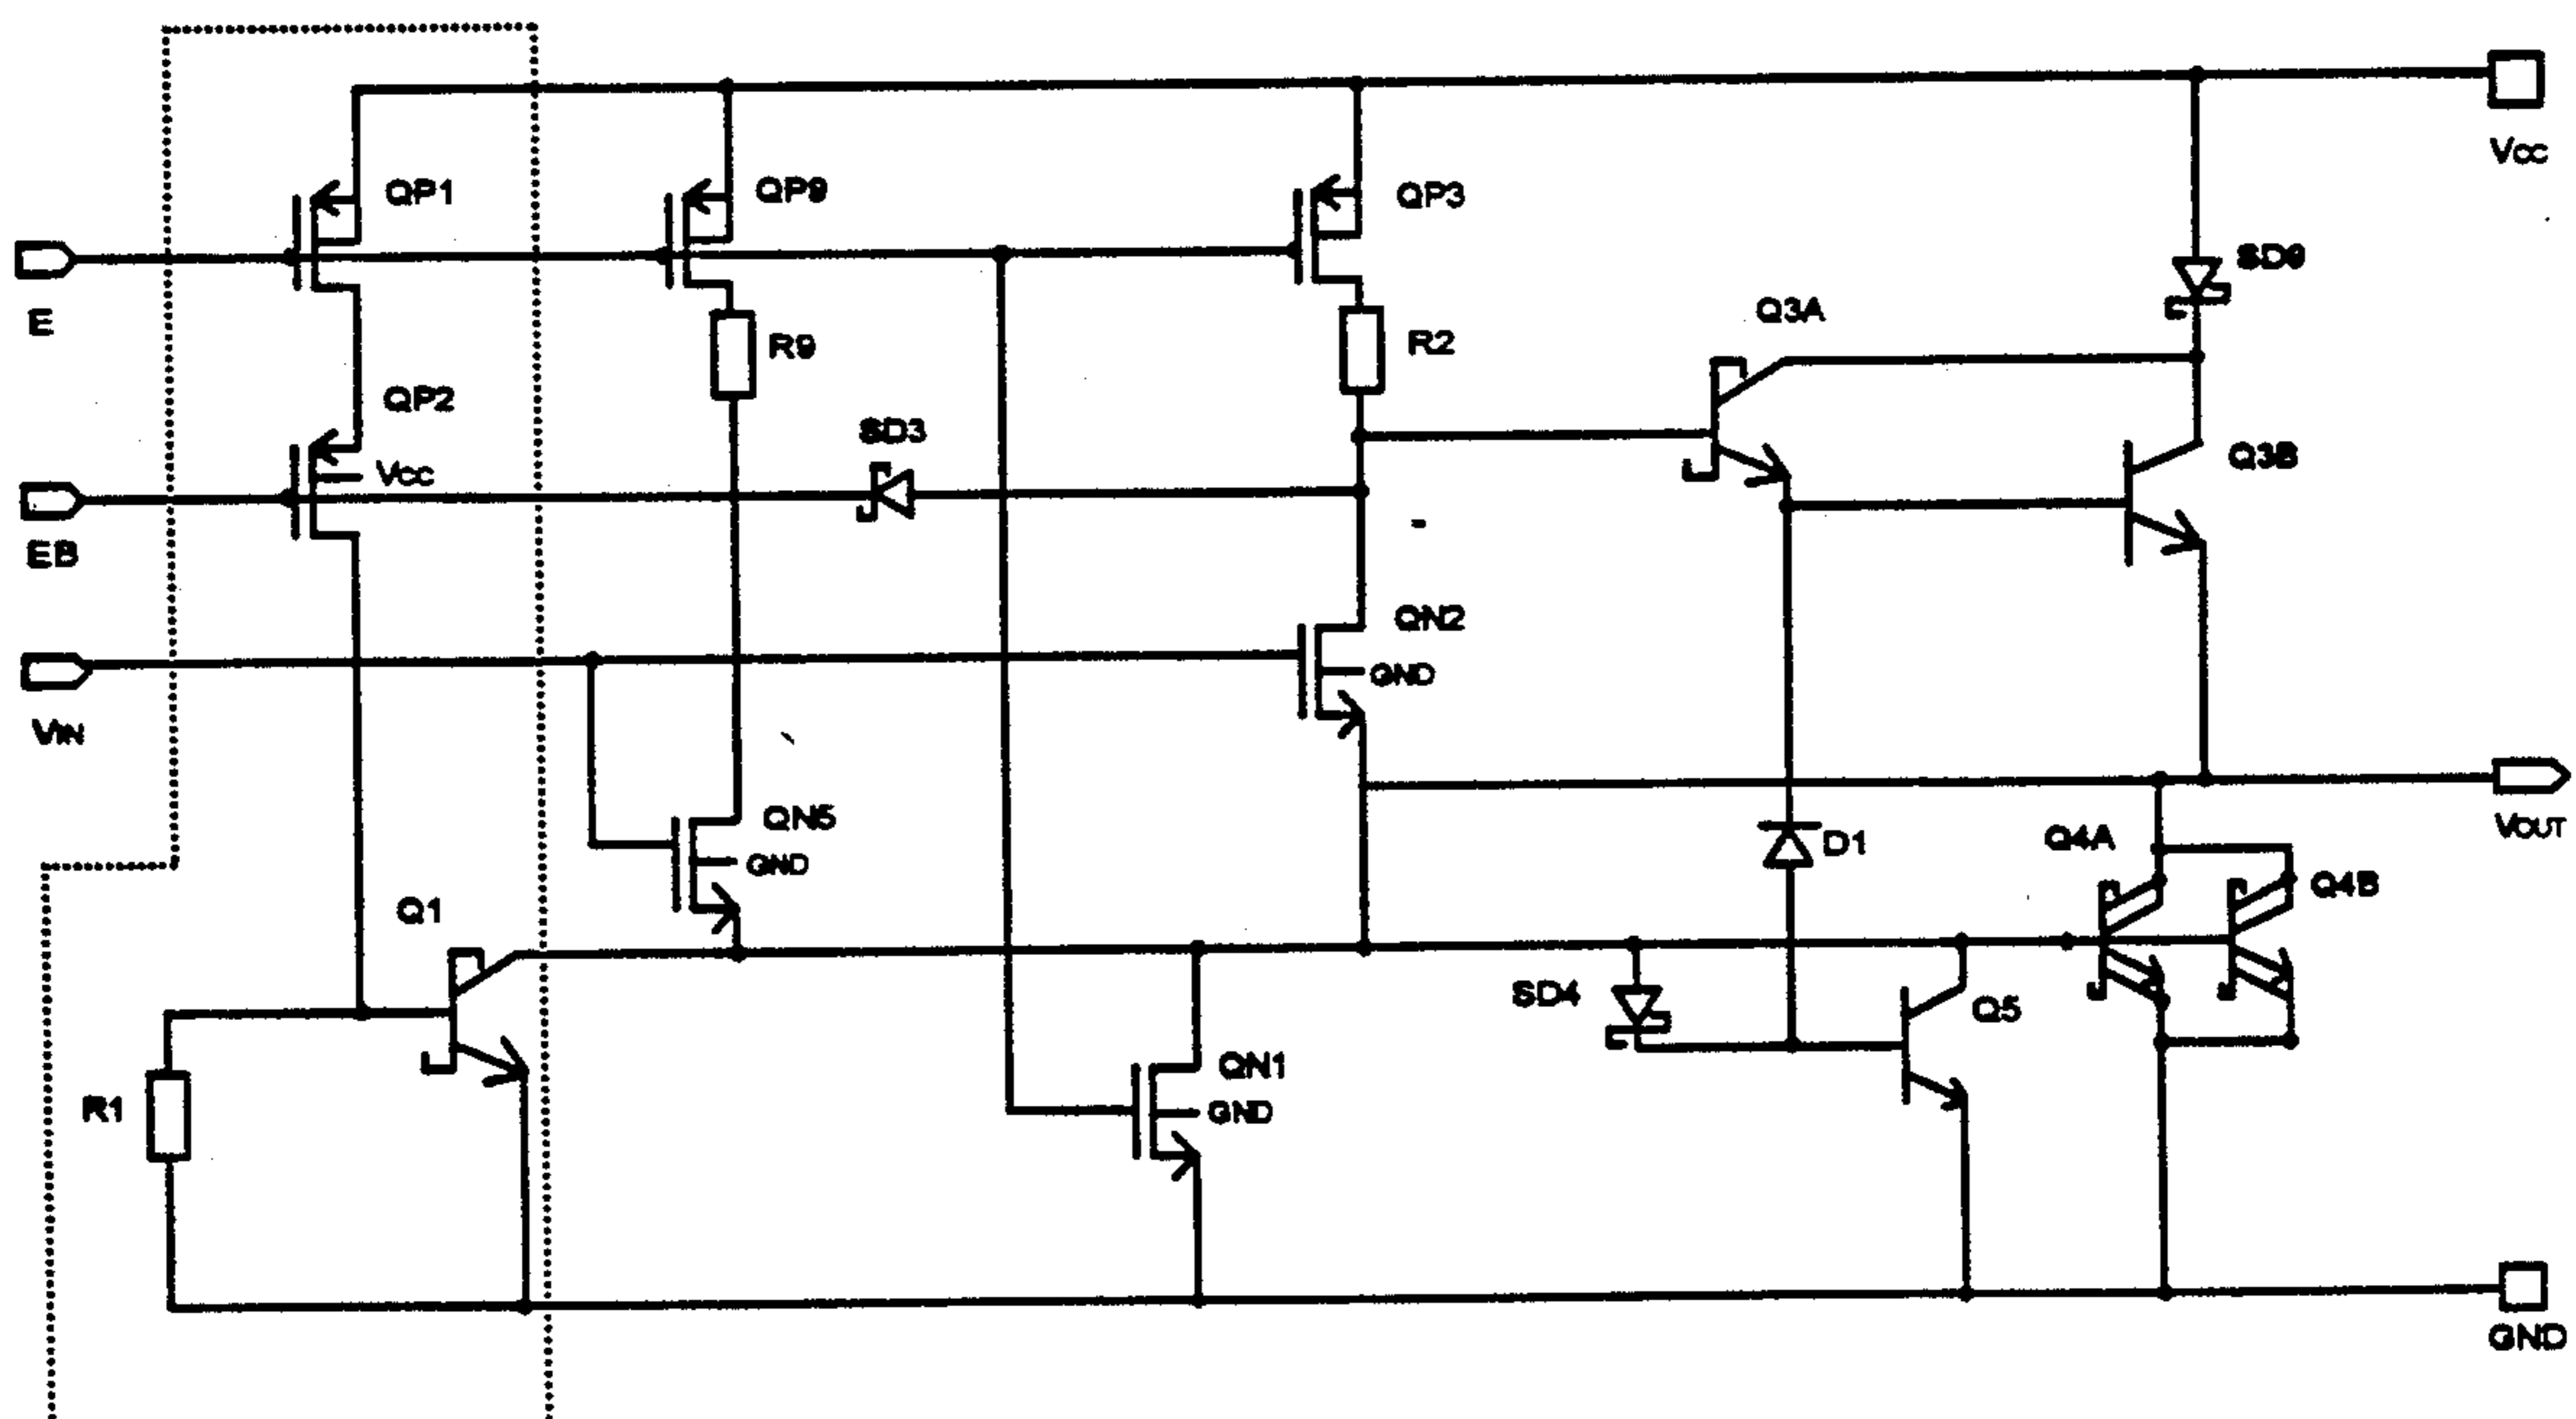 Vcc
QP1
QP9
QP3
E
SD9
Q3A
R9
R2
QP2
SD3
Vcc
Q3B
EB
QN2
GND
VIN
QN5
GND
D1
VOUT
Q4A
Q4B
Q1
SD4
Q5
QN1
GND
R1
GND